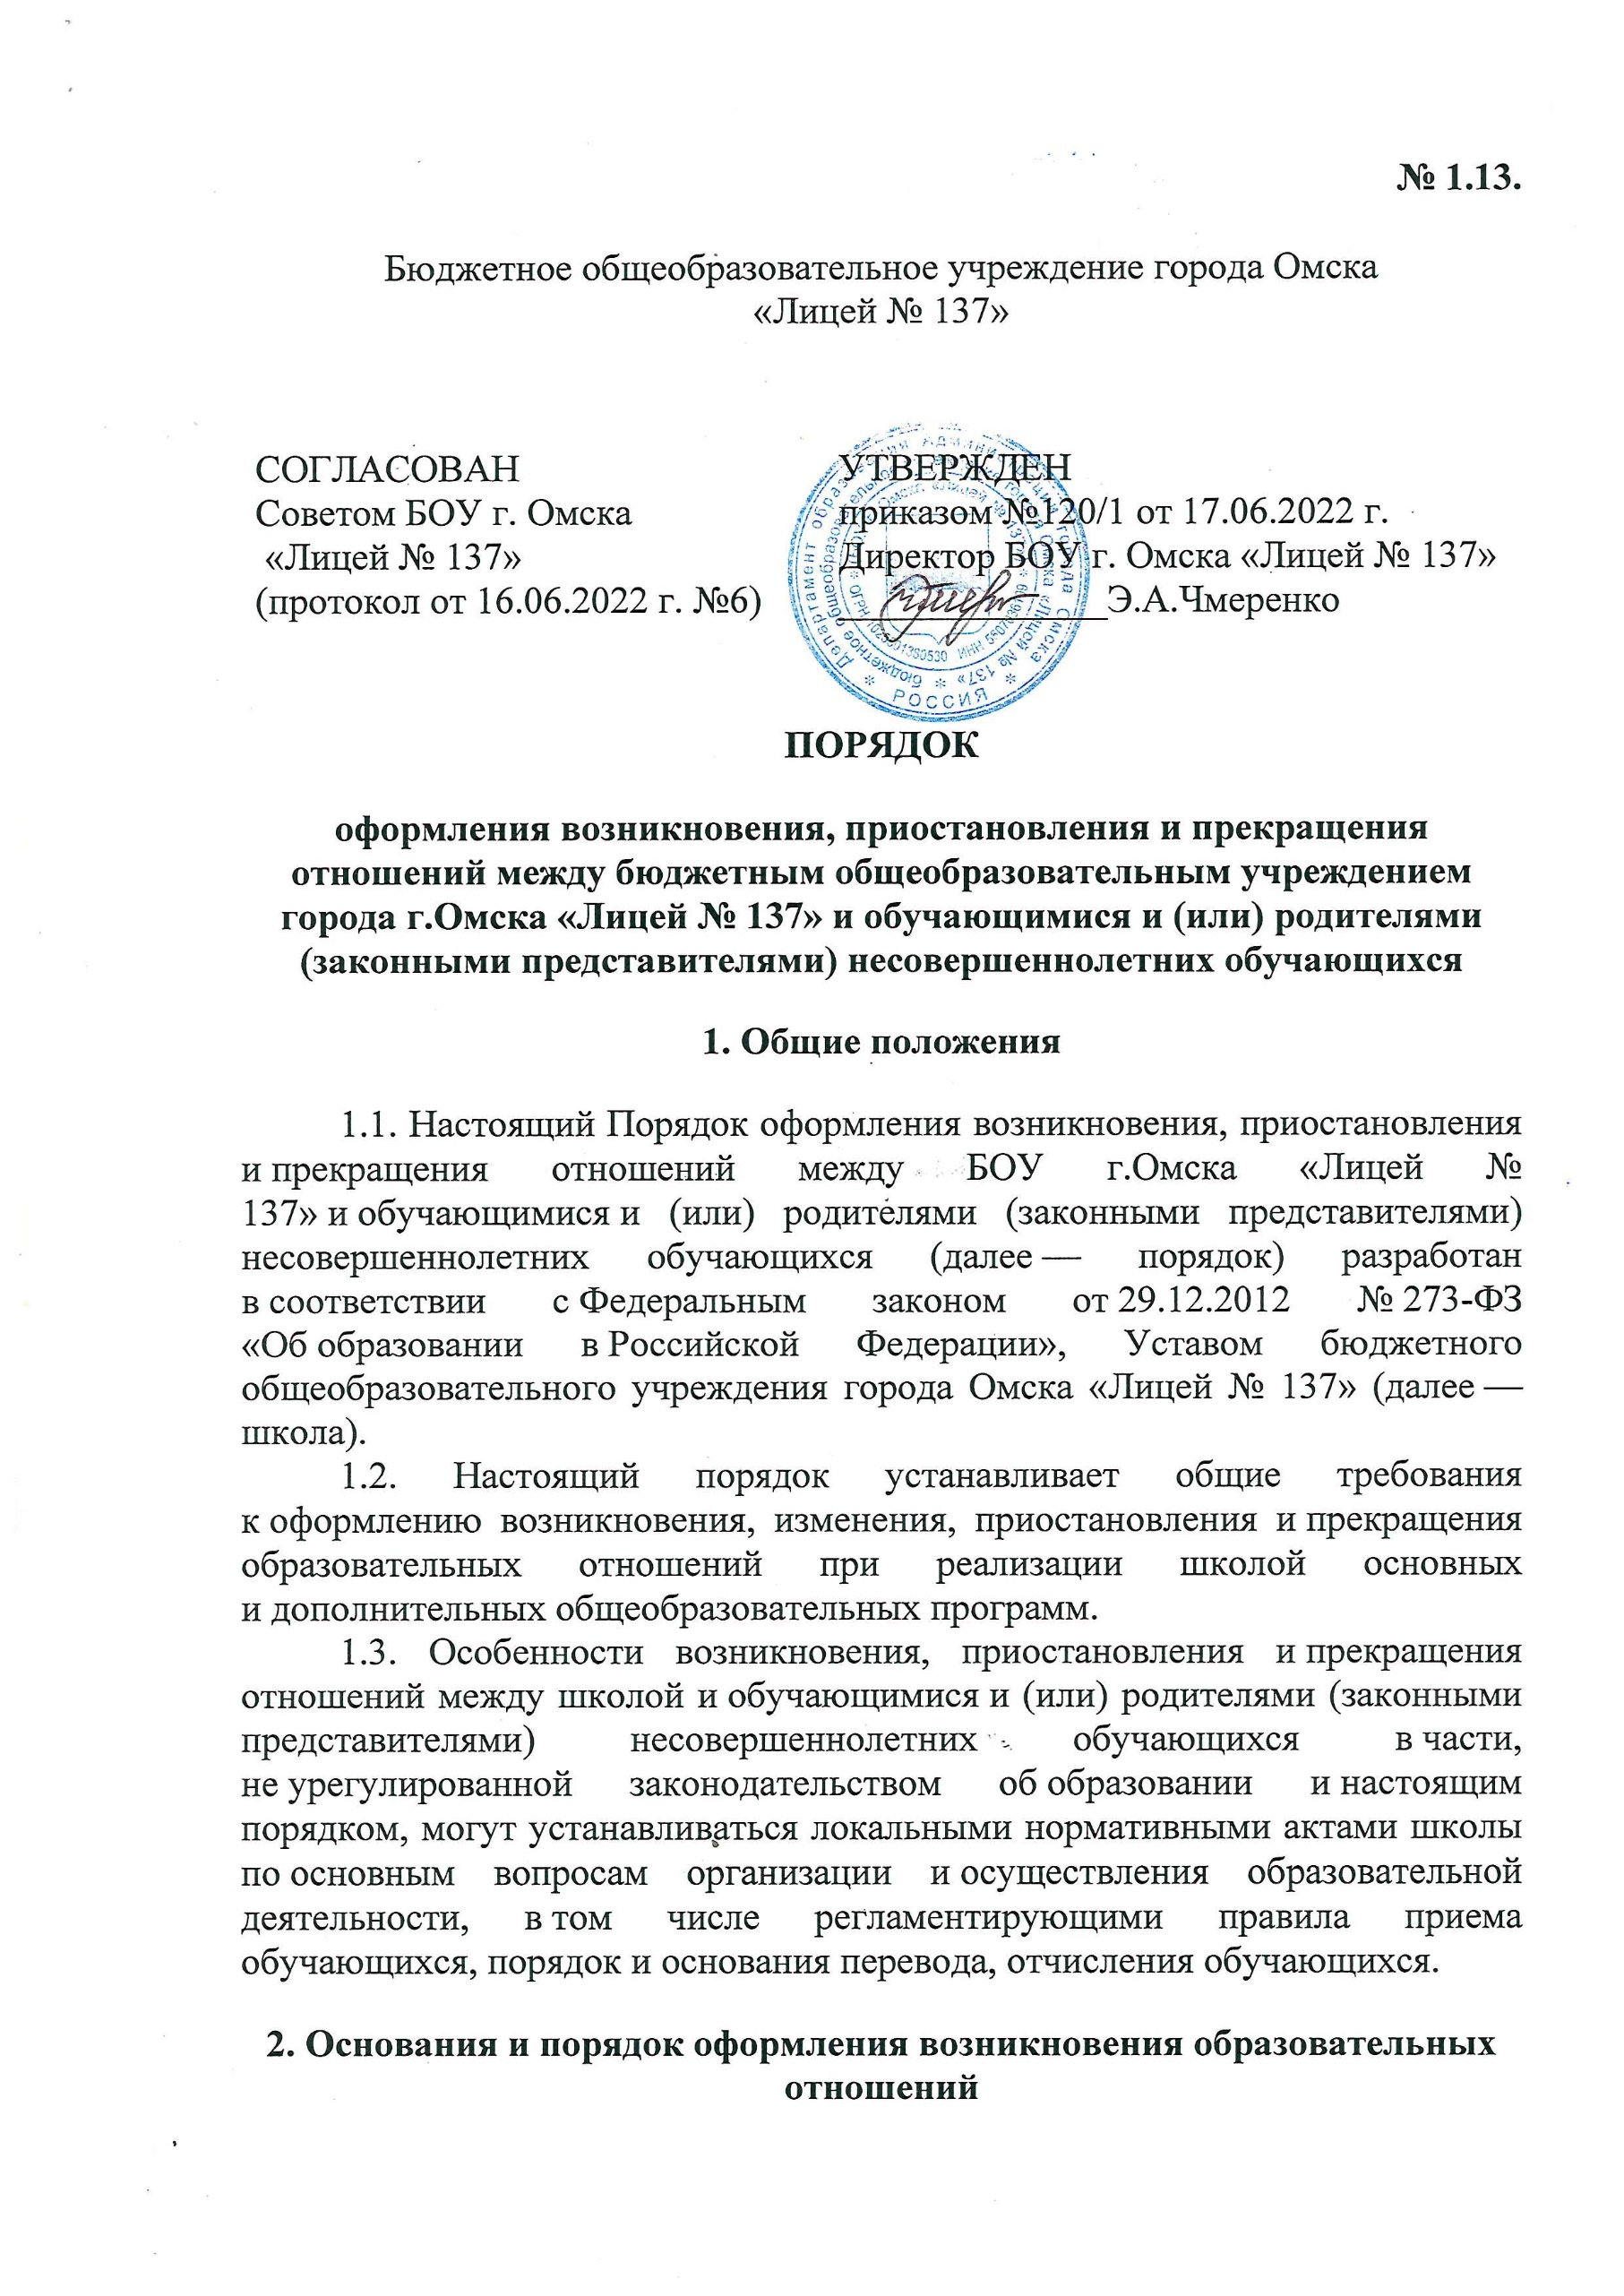 № 1.13.
Бюджетное общеобразовательное учреждение города Омска
«Лицей № 137»
СОГЛАСОВАН
Советом БОУ г. Омска
«Лицей № 137»
(протокол от 16.06.2022 г. №6)
УТВЕРЖДЕН
приказом №120/1 от 17.06.2022 г.
Директор БОУ г. Омска «Лицей № 137»
Э.А.Чмеренко
РОССИЯ
ПОРЯДОК
оформления возникновения, приостановления и прекращения
отношений между бюджетным общеобразовательным учреждением
города г.Омска «Лицей № 137» и обучающимися и (или) родителями
(законными представителями) несовершеннолетних обучающихся
1. Общие положения
1.1. Настоящий Порядок оформления возникновения, приостановления
и прекращения отношений между БОУ г.Омска «Лицей №
137» и обучающимися и (или) родителями (законными представителями)
несовершеннолетних обучающихся (далее — порядок) разработан
в соответствии с Федеральным законом от 29.12.2012 № 273-ФЗ
«Об образовании в Российской Федерации», Уставом бюджетного
общеобразовательного учреждения города Омска «Лицей № 137» (далее —
школа).
1.2. Настоящий порядок устанавливает общие требования
к оформлению возникновения, изменения, приостановления и прекращения
образовательных отношений при реализации школой основных
и дополнительных общеобразовательных программ.
1.3. Особенности возникновения, приостановления и прекращения
отношений между школой и обучающимися и (или) родителями (законными
представителями) несовершеннолетних обучающихся в части,
не урегулированной законодательством об образовании и настоящим
порядком, могут устанавливаться локальными нормативными актами школы
по основным вопросам организации и осуществления образовательной
деятельности, в том числе регламентирующими правила приема
обучающихся, порядок и основания перевода, отчисления обучающихся.
2. Основания и порядок оформления возникновения образовательных
отношений